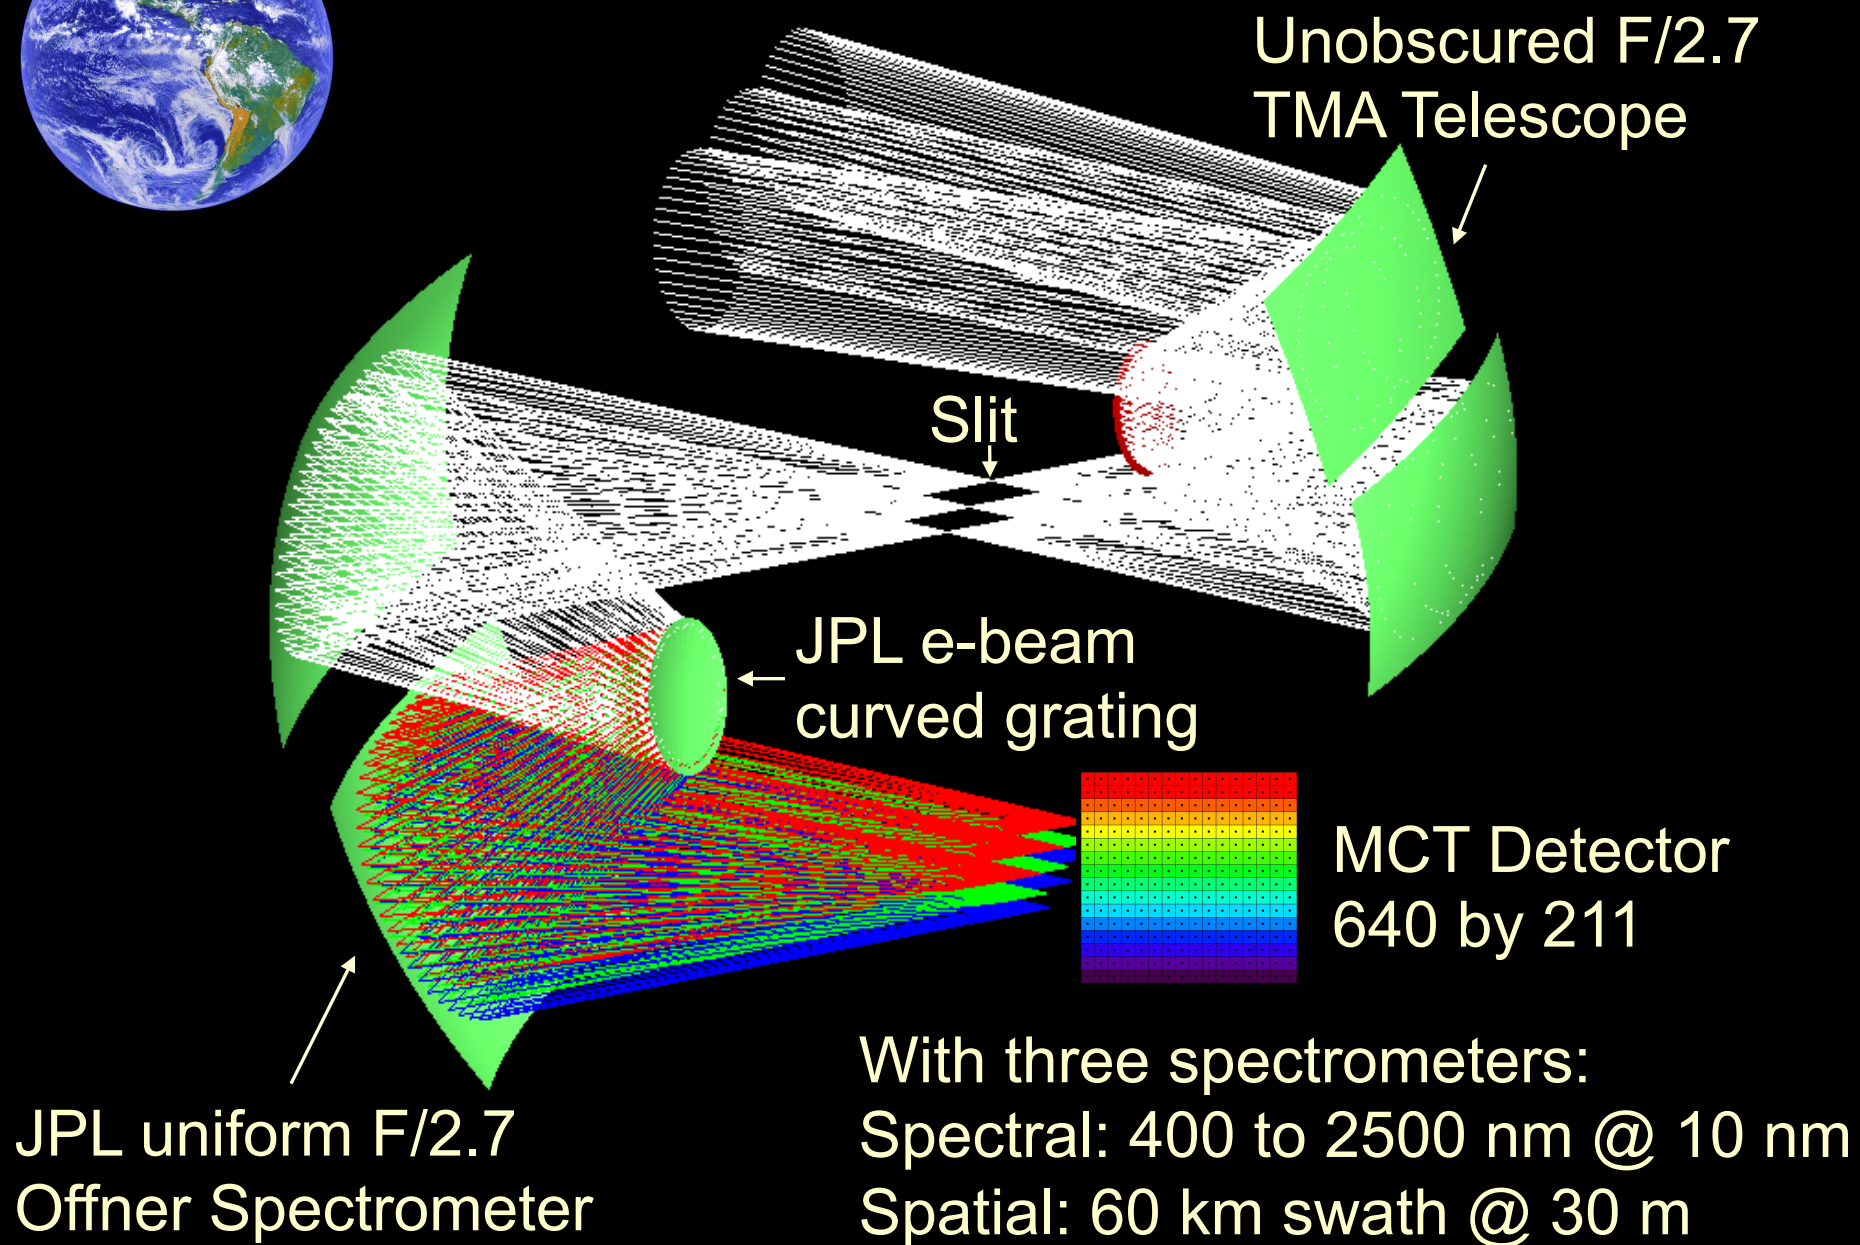 Unobscured F/2.7
TMA Telescope
Slit
JPL e-beam
curved grating
MCT Detector
640 by 211
JPL uniform F/2.7
Offner Spectrometer
With three spectrometers:
Spectral: 400 to 2500 nm @ 10 nm
Spatial: 60 km swath @ 30 m